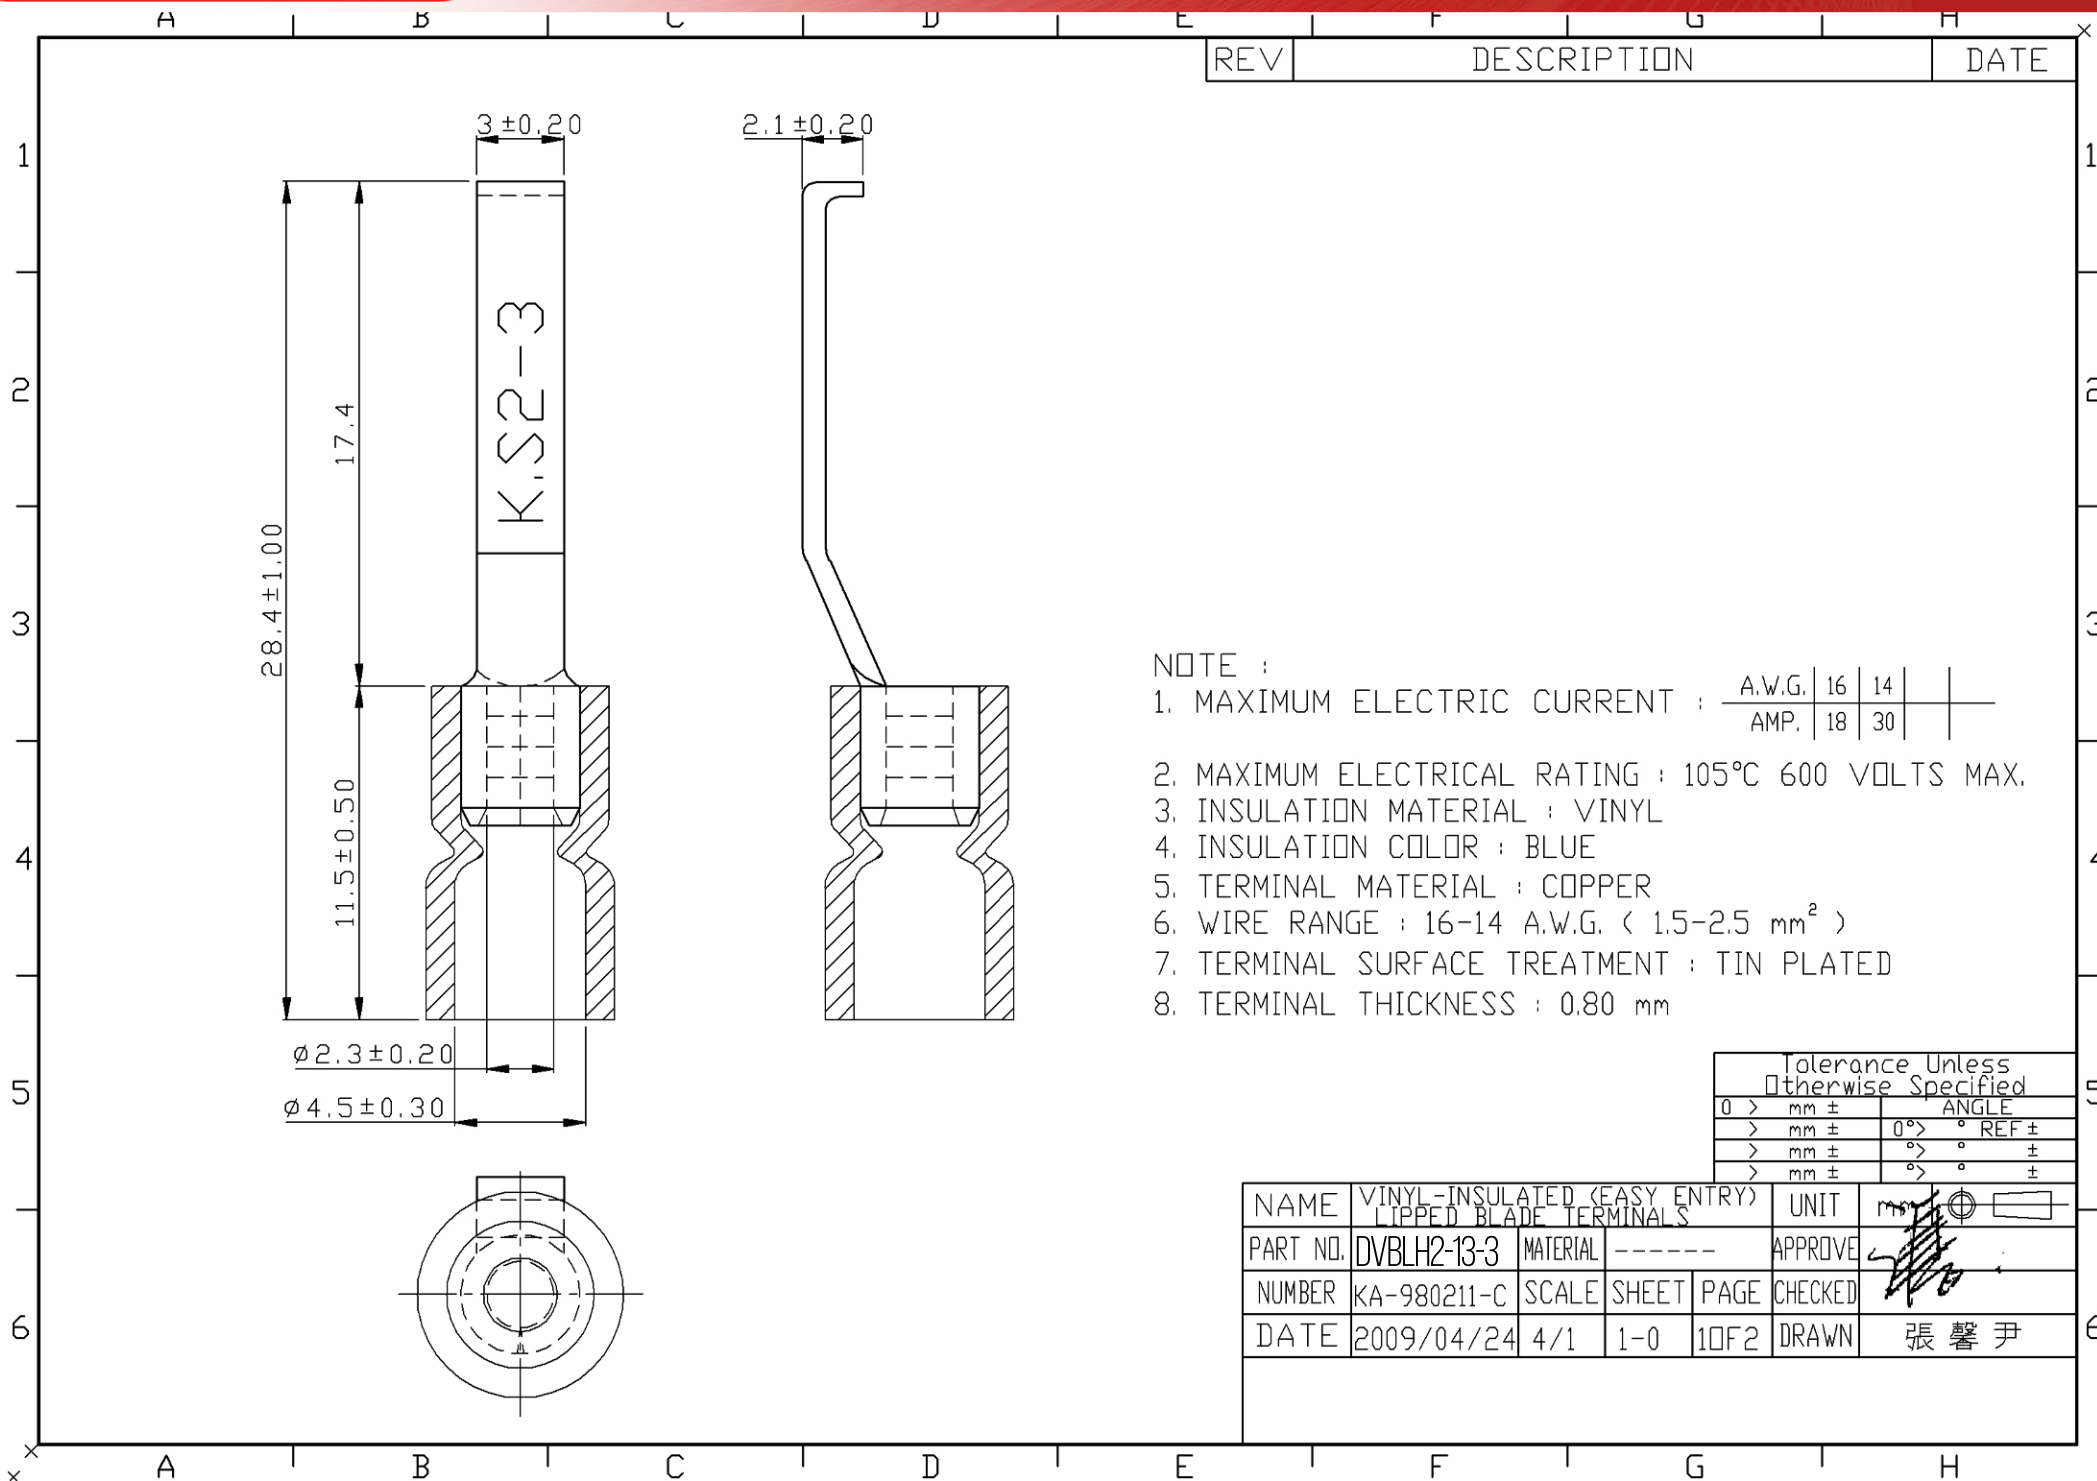 A B C D E F G H
REV DESCRIPTION DATE
3±0.20
2.1±0.20
1 1
2 2
3 3
4 4
5 5
6 6
17.4
28.4±1.00
11.5±0.50
K.S2-3
ø2.3±0.20
ø4.5±0.30
NOTE :
1. MAXIMUM ELECTRIC CURRENT :
A.W.G. 16 14
AMP. 18 30
2. MAXIMUM ELECTRICAL RATING : 105°C 600 VOLTS MAX.
3. INSULATION MATERIAL : VINYL
4. INSULATION COLOR : BLUE
5. TERMINAL MATERIAL : COPPER
6. WIRE RANGE : 16-14 A.W.G. ( 1.5-2.5 mm² )
7. TERMINAL SURFACE TREATMENT : TIN PLATED
8. TERMINAL THICKNESS : 0.80 mm
Tolerance Unless
Otherwise Specified
0 > mm ± ANGLE
> mm ± 0°> ° REF ±
> mm ± °> ° ±
> mm ± °> ° ±
NAME VINYL-INSULATED (EASY ENTRY)
LIPPED BLADE TERMINALS
UNIT mm
PART NO. DVBLH2-13-3 MATERIAL ------ APPROVE
NUMBER KA-980211-C SCALE SHEET PAGE CHECKED
DATE 2009/04/24 4/1 1-0 1OF2 DRAWN 張馨尹
A B C D E F G H